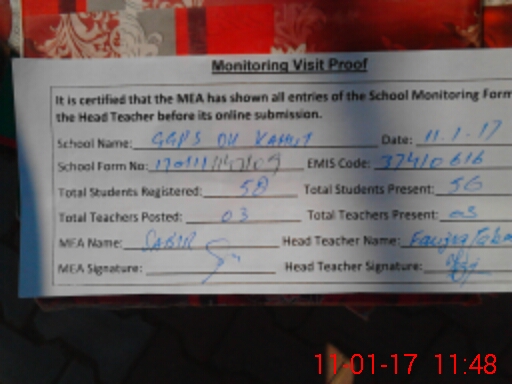 Monitoring Visit Proof
It is certified that the MEA has shown all entries of the School Monitoring Form
the Head Teacher before its online submission.
School Name: GGPS Date: 11.1.17
School Form No: EMIS Code: 37410616
Total Students Registered: 58 Total Students Present: 56
Total Teachers Posted: 03 Total Teachers Present: 03
MEA Name: SABIR Head Teacher Name:
MEA Signature: Head Teacher Signature:
11-01-17 11:48